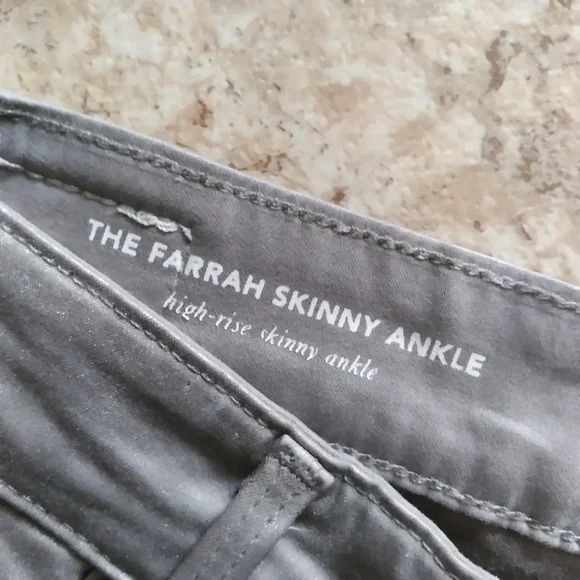 THE FARRAH SKINNY ANKLE
high-rise skinny ankle